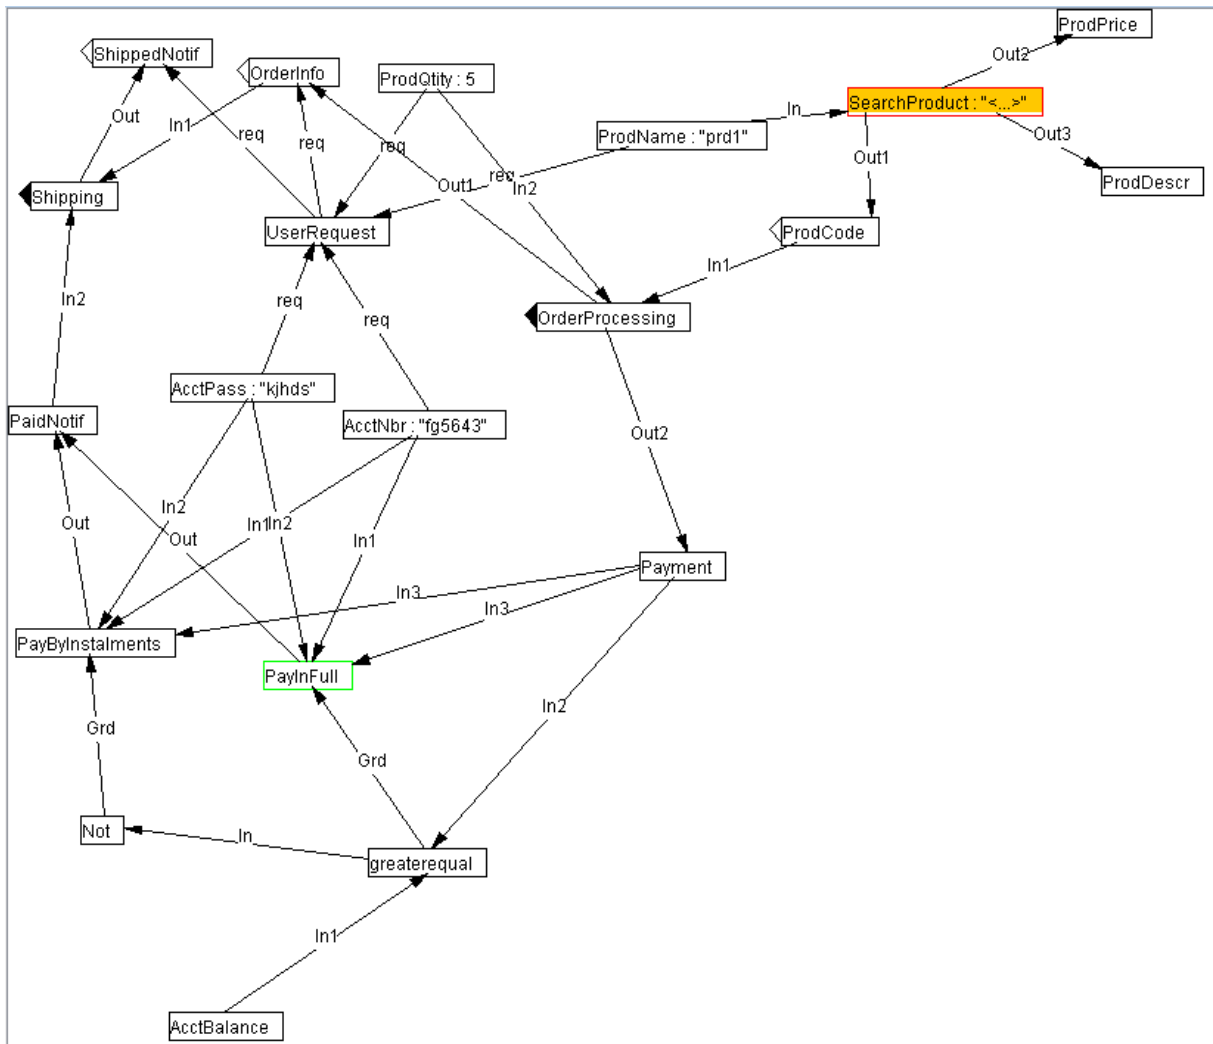 ProdPrice
ShippedNotif
Out2
OrderInfo
ProdQtity : 5
SearchProduct : "<...>"
In
Out
In1
req
req
req
ProdName : "prd1"
Out3
Out1
req
Out1
In2
ProdDescr
Shipping
UserRequest
ProdCode
In1
In2
req
req
OrderProcessing
AcctPass : "kjhds"
PaidNotif
AcctNbr : "fg5643"
Out2
In2
Out
In1
In2
Out
In1
Payment
In3
In3
PayByInstalments
PayInFull
In2
Grd
Grd
Not
In
greaterequal
In1
AcctBalance